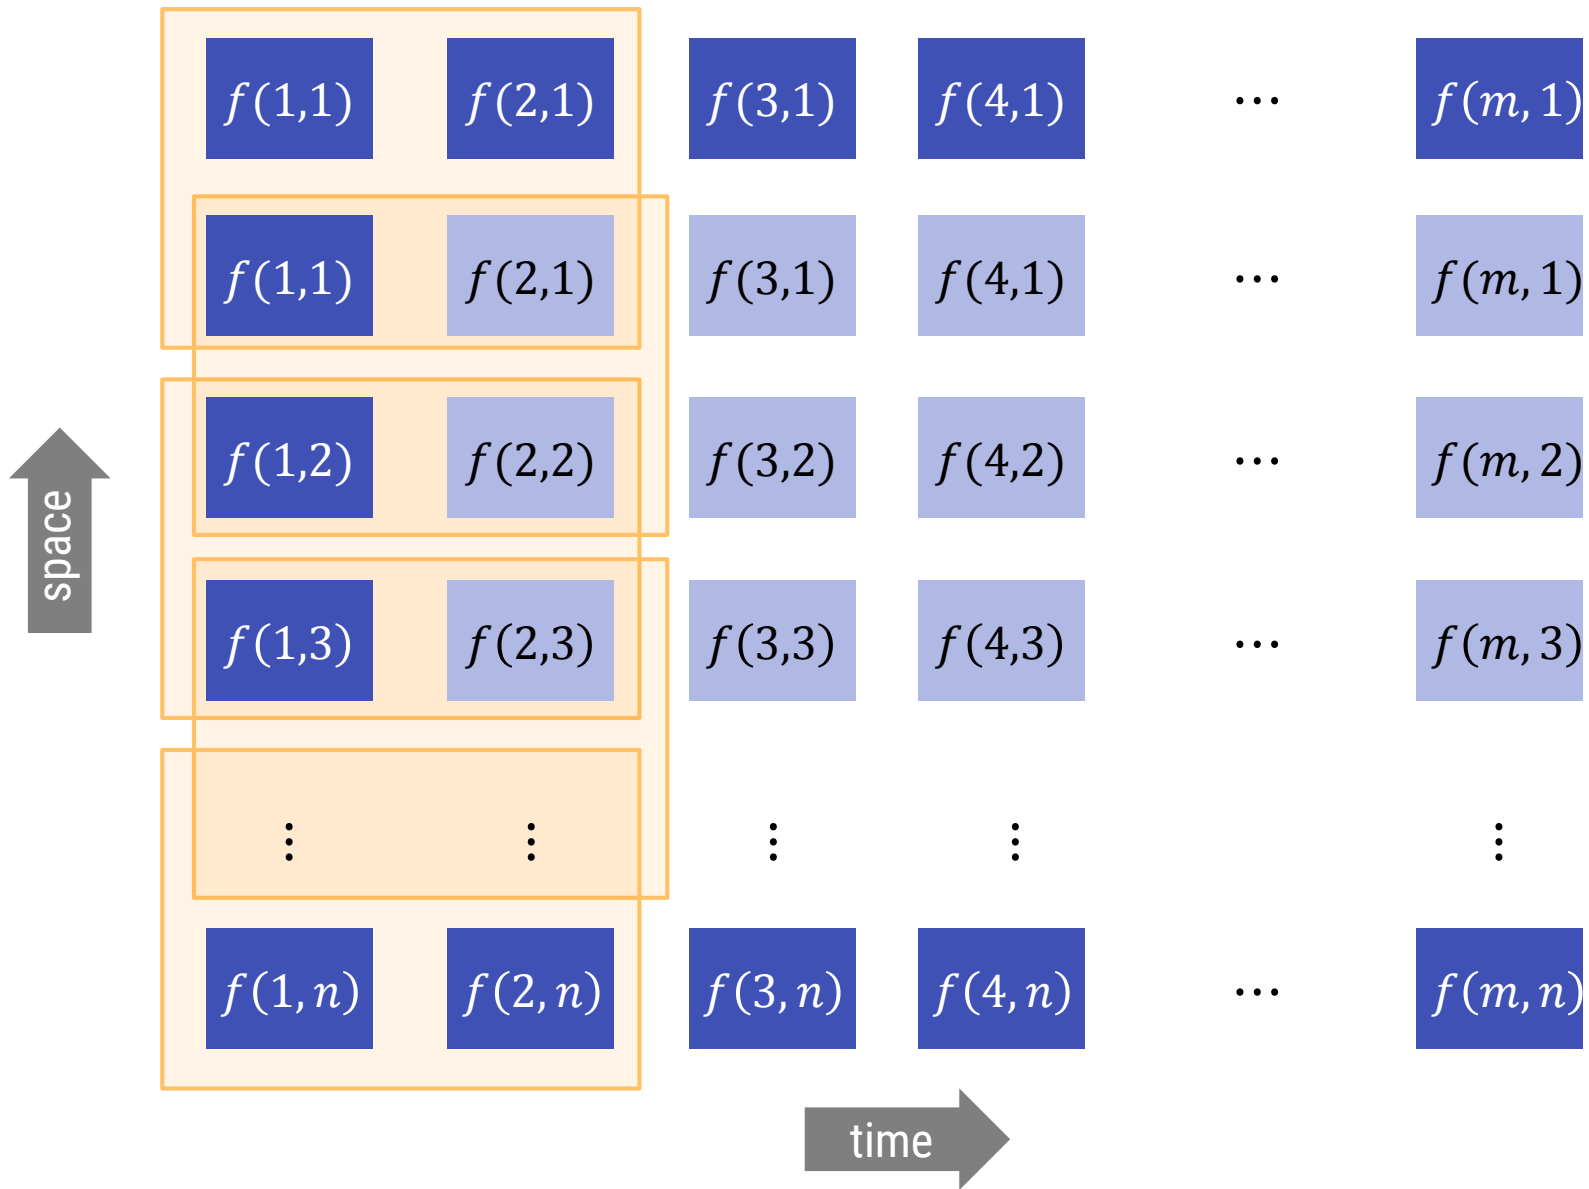 f(1,1) f(2,1) f(3,1) f(4,1) ⋯ f(m, 1)
f(1,1) f(2,1) f(3,1) f(4,1) ⋯ f(m, 1)
f(1,2) f(2,2) f(3,2) f(4,2) ⋯ f(m, 2)
space
f(1,3) f(2,3) f(3,3) f(4,3) ⋯ f(m, 3)
⋮ ⋮ ⋮ ⋮ ⋮
f(1, n) f(2, n) f(3, n) f(4, n) ⋯ f(m, n)
time